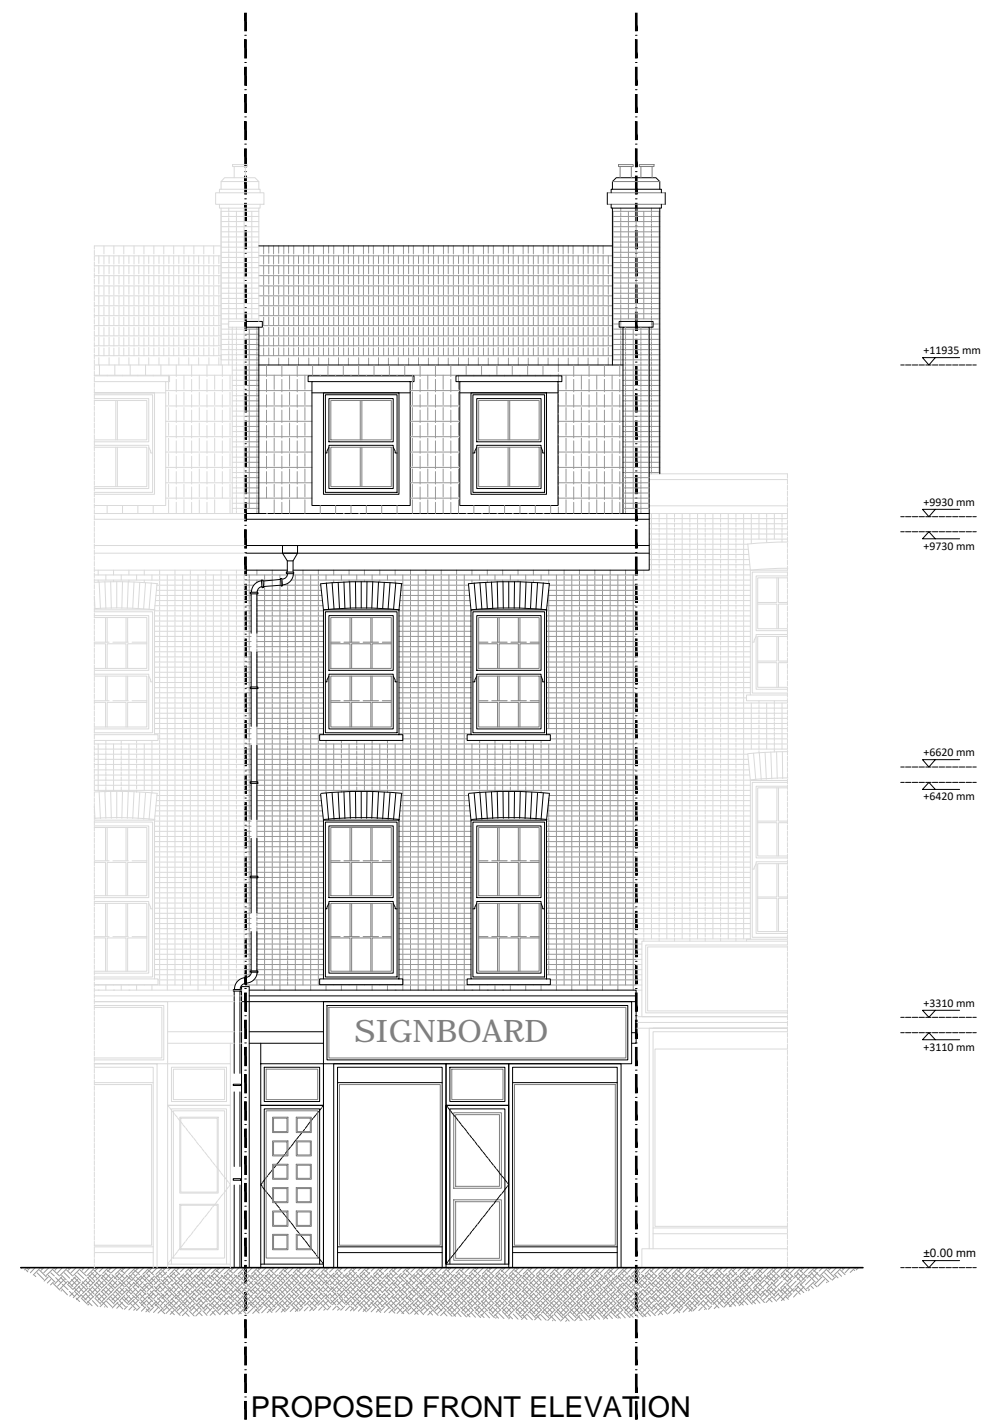 +11935 mm
+9930 mm
+9730 mm
+6620 mm
+6420 mm
+3310 mm
SIGNBOARD
+3110 mm
±0.00 mm
PROPOSED FRONT ELEVATION